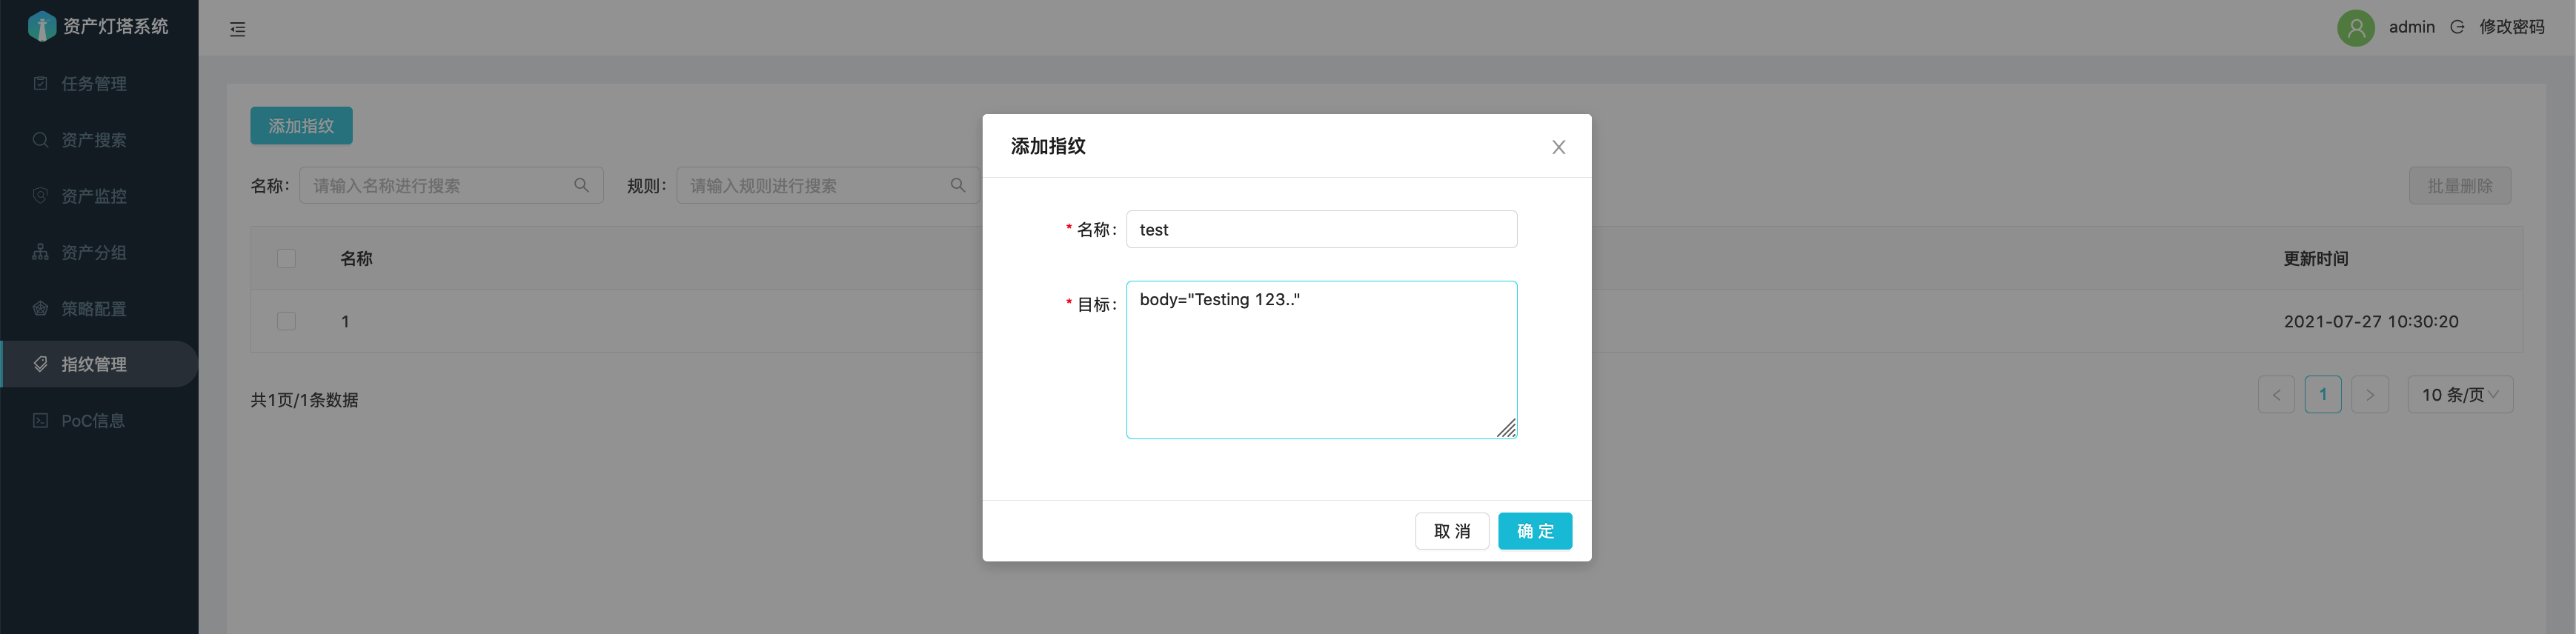 资产灯塔系统
任务管理
资产搜索
资产监控
资产分组
策略配置
指纹管理
PoC信息
admin 修改密码
添加指纹
名称: 请输入名称进行搜索 规则: 请输入规则进行搜索 批量删除
名称 更新时间
1 2021-07-27 10:30:20
共1页/1条数据 1 10 条/页
添加指纹
* 名称: test
* 目标: body="Testing 123.."
取 消 确 定